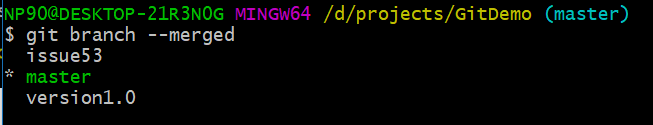 NP90@DESKTOP-21R3N0G MINGW64 /d/projects/GitDemo (master)
$ git branch --merged
  issue53
* master
  version1.0